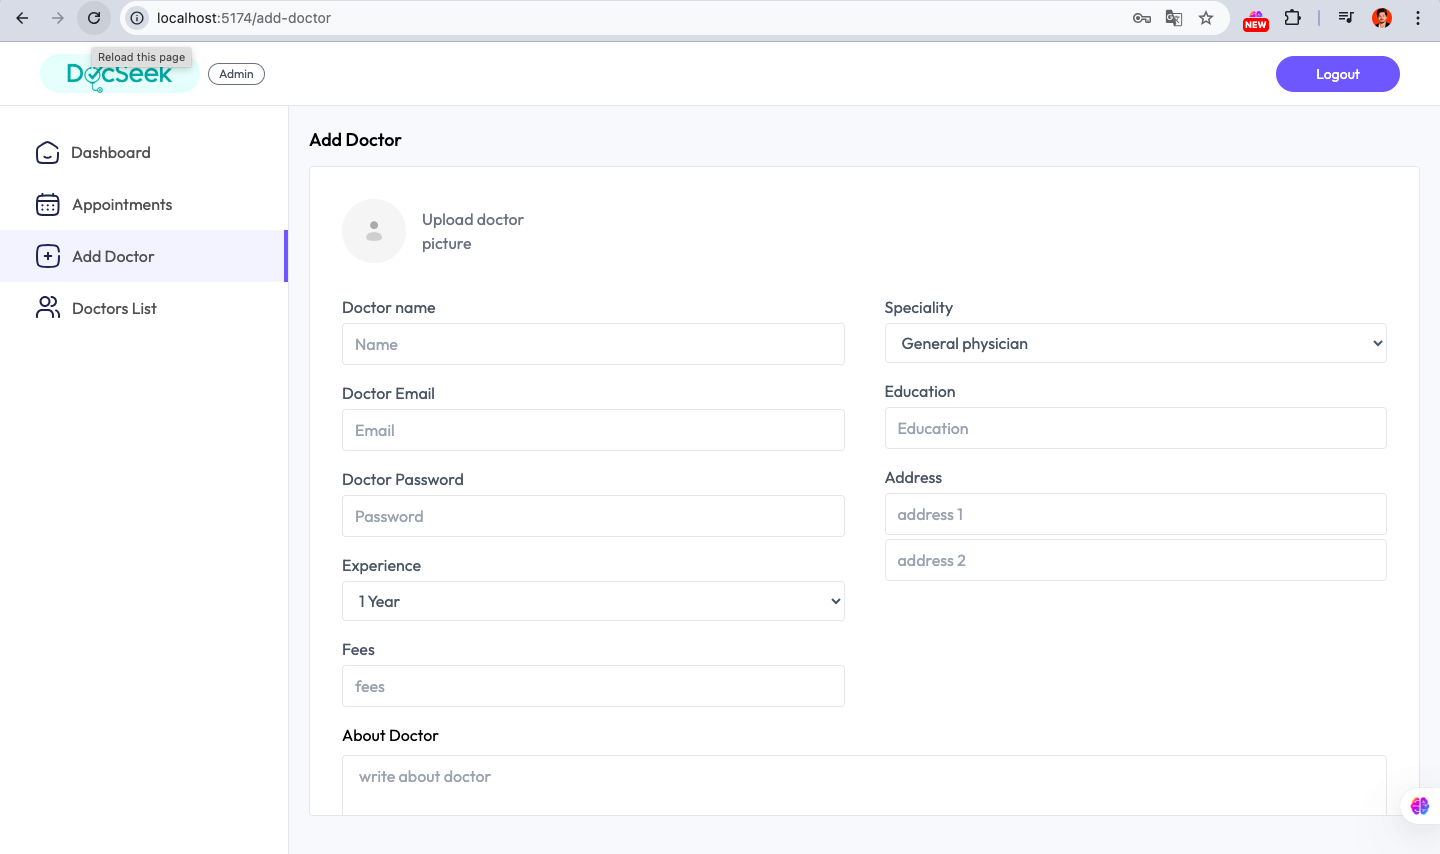 localhost:5174/add-doctor
NEW
Reload this page
DocSeek
Admin
Logout
Dashboard
Appointments
Add Doctor
Doctors List
Add Doctor
Upload doctor
picture
Doctor name
Name
Doctor Email
Email
Doctor Password
Password
Experience
1 Year
Fees
fees
Speciality
General physician
Education
Education
Address
address 1
address 2
About Doctor
write about doctor